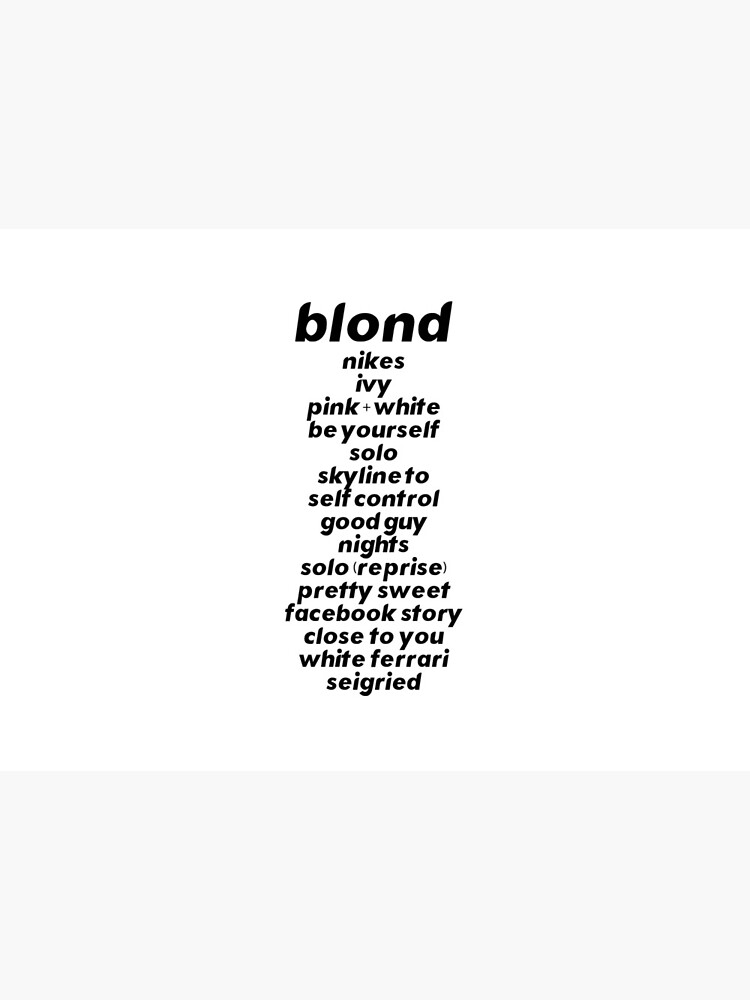 blond
nikes
ivy
pink + white
be yourself
solo
skyline to
self control
good guy
nights
solo (reprise)
pretty sweet
facebook story
close to you
white ferrari
seigried